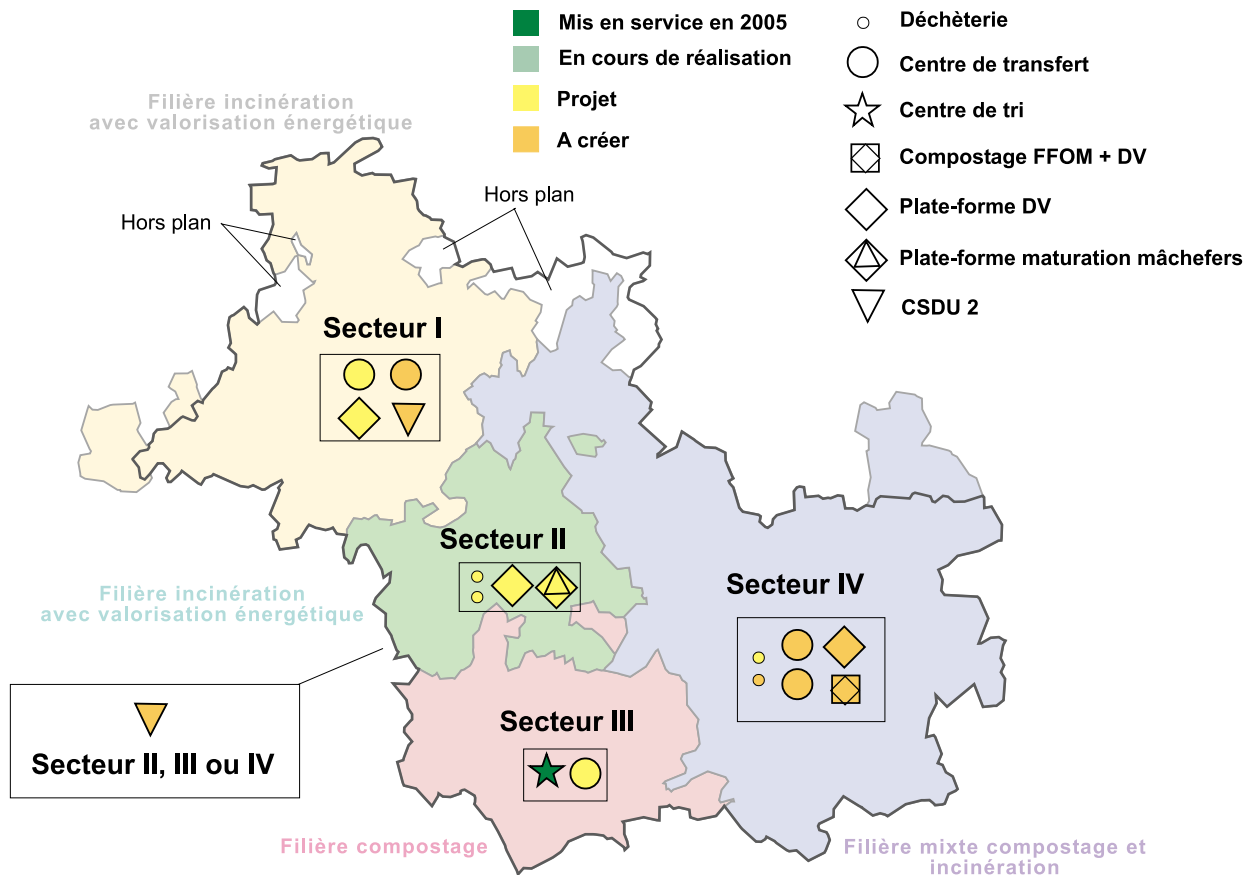 Mis en service en 2005
En cours de réalisation
Projet
A créer
Déchèterie
Centre de transfert
Centre de tri
Compostage FFOM + DV
Plate-forme DV
Plate-forme maturation mâchefers
CSDU 2
Filière incinération
avec valorisation énergétique
Hors plan
Hors plan
Secteur I
Secteur II
Filière incinération
avec valorisation énergétique
Secteur IV
Secteur III
Secteur II, III ou IV
Filière compostage
Filière mixte compostage et
incinération